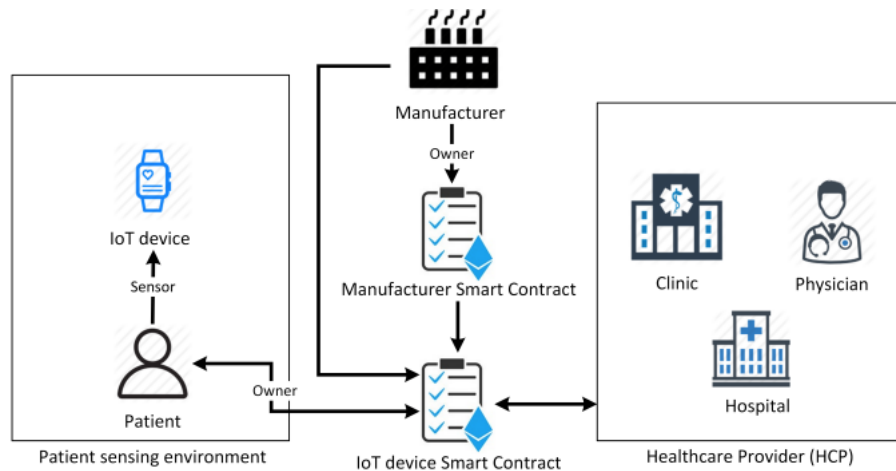 Manufacturer
Owner
IoT device
Sensor
Manufacturer Smart Contract
Clinic
Physician
Patient
Owner
Hospital
Patient sensing environment
IoT device Smart Contract
Healthcare Provider (HCP)